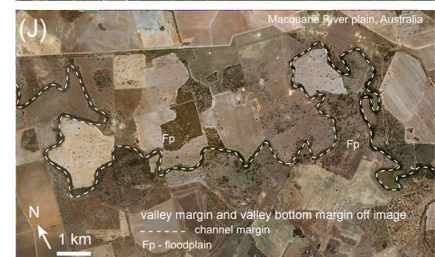 (J)
Macquarie River plain, Australia
Fp
Fp
N
valley margin and valley bottom margin off image
channel margin
1 km
Fp - floodplain